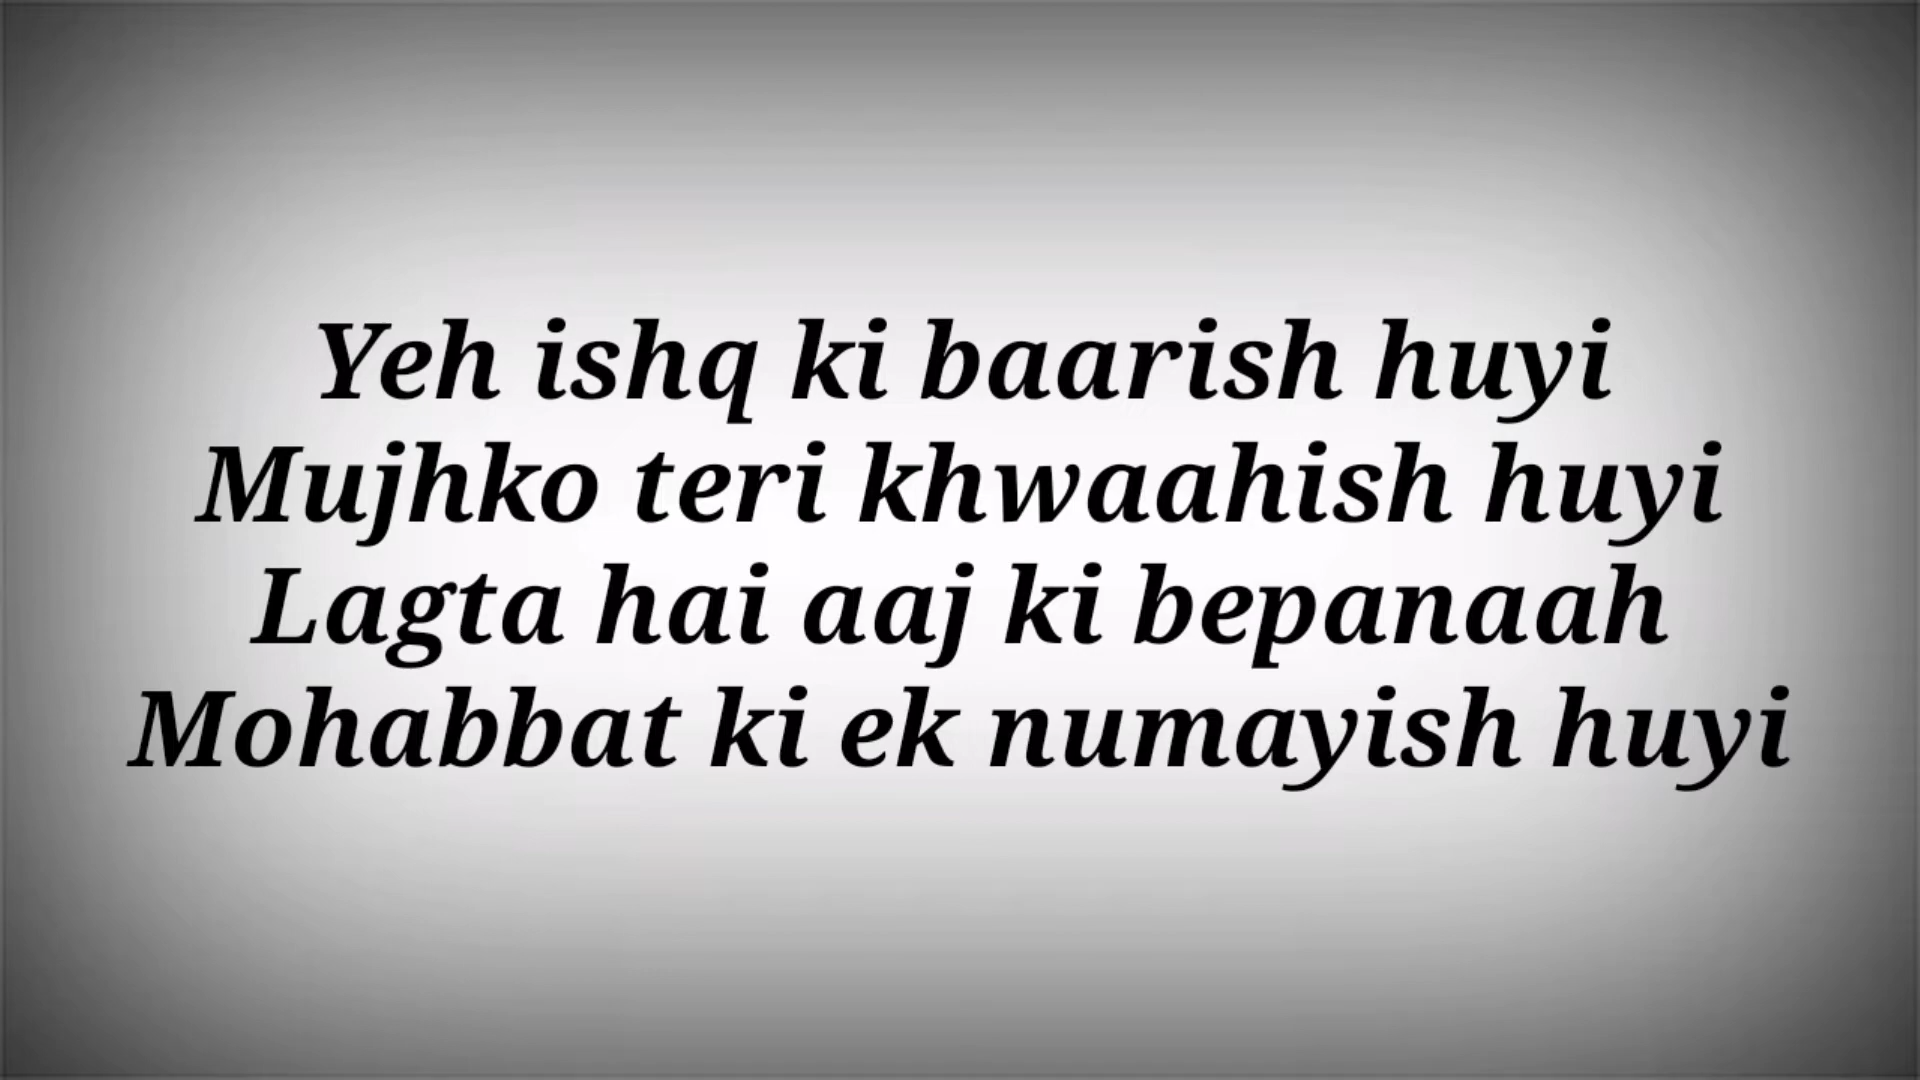 Yeh ishq ki baarish huyi
Mujhko teri khwaahish huyi
Lagta hai aaj ki bepanaah
Mohabbat ki ek numayish huyi